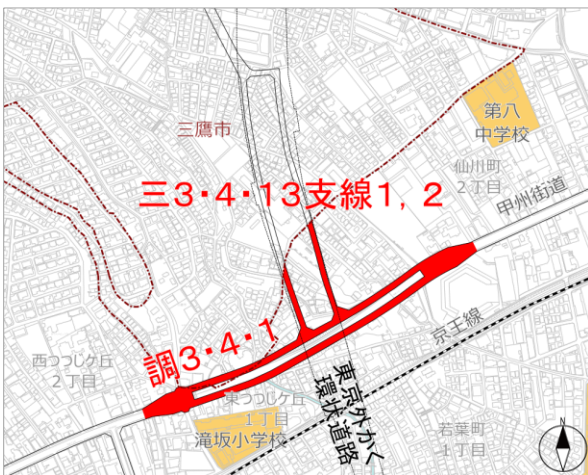 三鷹市
第八
中学校
仙川町
2丁目
三3・4・13支線1, 2
甲州街道
京王線
調3・4・1
西つつじケ丘
2丁目
東つつじケ丘
1丁目
滝坂小学校
東京外かく
環状道路
若葉町
1丁目
N